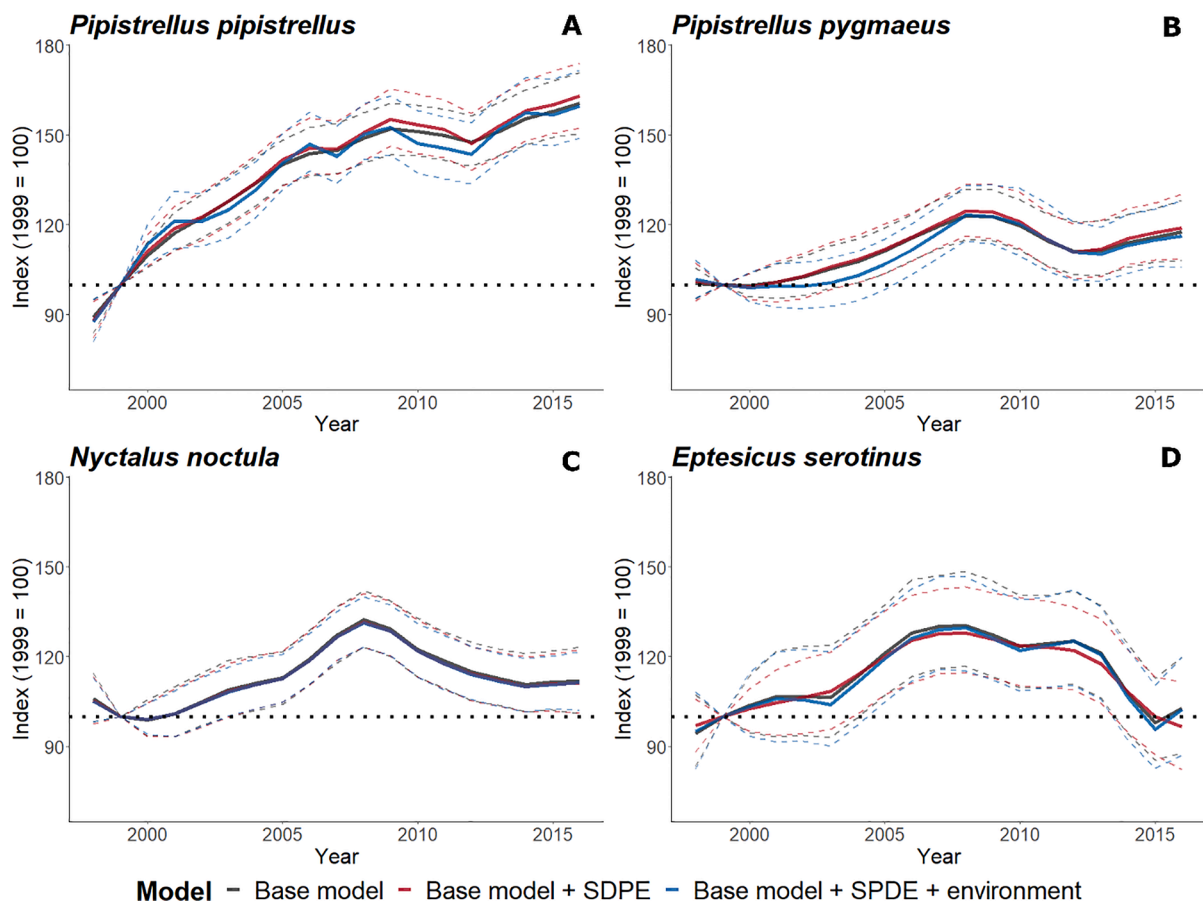 Pipistrellus pipistrellus A
180
150
120
90
Index (1999 = 100)
2000 2005 2010 2015
Year
Pipistrellus pygmaeus B
180
150
120
90
Index (1999 = 100)
2000 2005 2010 2015
Year
Nyctalus noctula C
180
150
120
90
Index (1999 = 100)
2000 2005 2010 2015
Year
Eptesicus serotinus D
180
150
120
90
Index (1999 = 100)
2000 2005 2010 2015
Year
Model Base model Base model + SDPE Base model + SPDE + environment